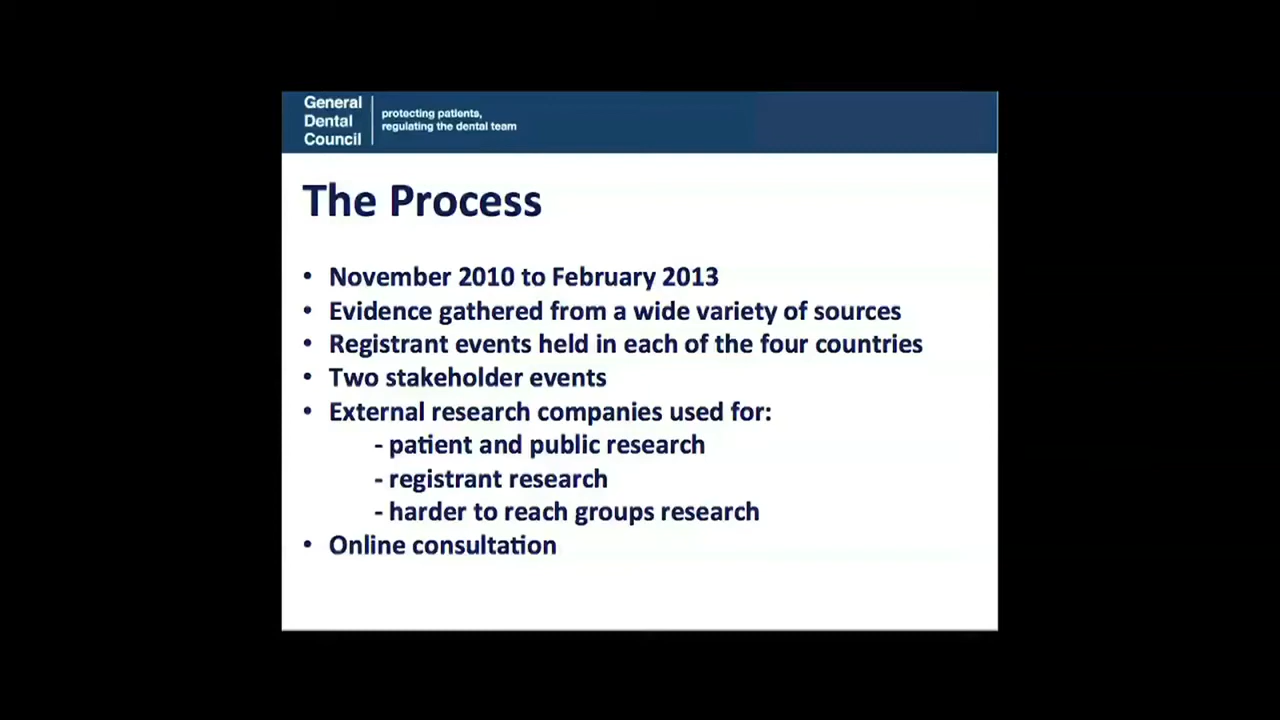 General
Dental
Council
protecting patients,
regulating the dental team
The Process
• November 2010 to February 2013
• Evidence gathered from a wide variety of sources
• Registrant events held in each of the four countries
• Two stakeholder events
• External research companies used for:
- patient and public research
- registrant research
- harder to reach groups research
• Online consultation